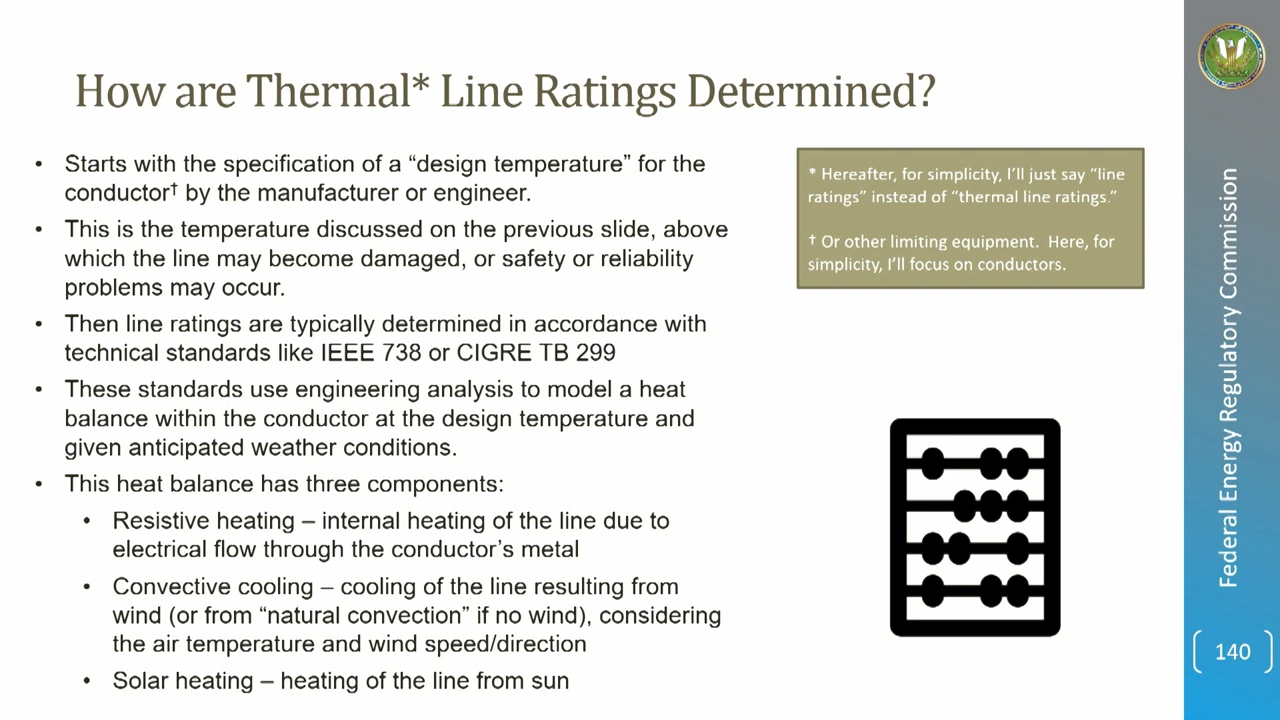 How are Thermal* Line Ratings Determined?
• Starts with the specification of a “design temperature” for the
conductor† by the manufacturer or engineer.
• This is the temperature discussed on the previous slide, above
which the line may become damaged, or safety or reliability
problems may occur.
• Then line ratings are typically determined in accordance with
technical standards like IEEE 738 or CIGRE TB 299
• These standards use engineering analysis to model a heat
balance within the conductor at the design temperature and
given anticipated weather conditions.
• This heat balance has three components:
• Resistive heating – internal heating of the line due to
electrical flow through the conductor’s metal
• Convective cooling – cooling of the line resulting from
wind (or from “natural convection” if no wind), considering
the air temperature and wind speed/direction
• Solar heating – heating of the line from sun
* Hereafter, for simplicity, I’ll just say “line
ratings” instead of “thermal line ratings.”
† Or other limiting equipment.  Here, for
simplicity, I’ll focus on conductors.
Federal Energy Regulatory Commission
140